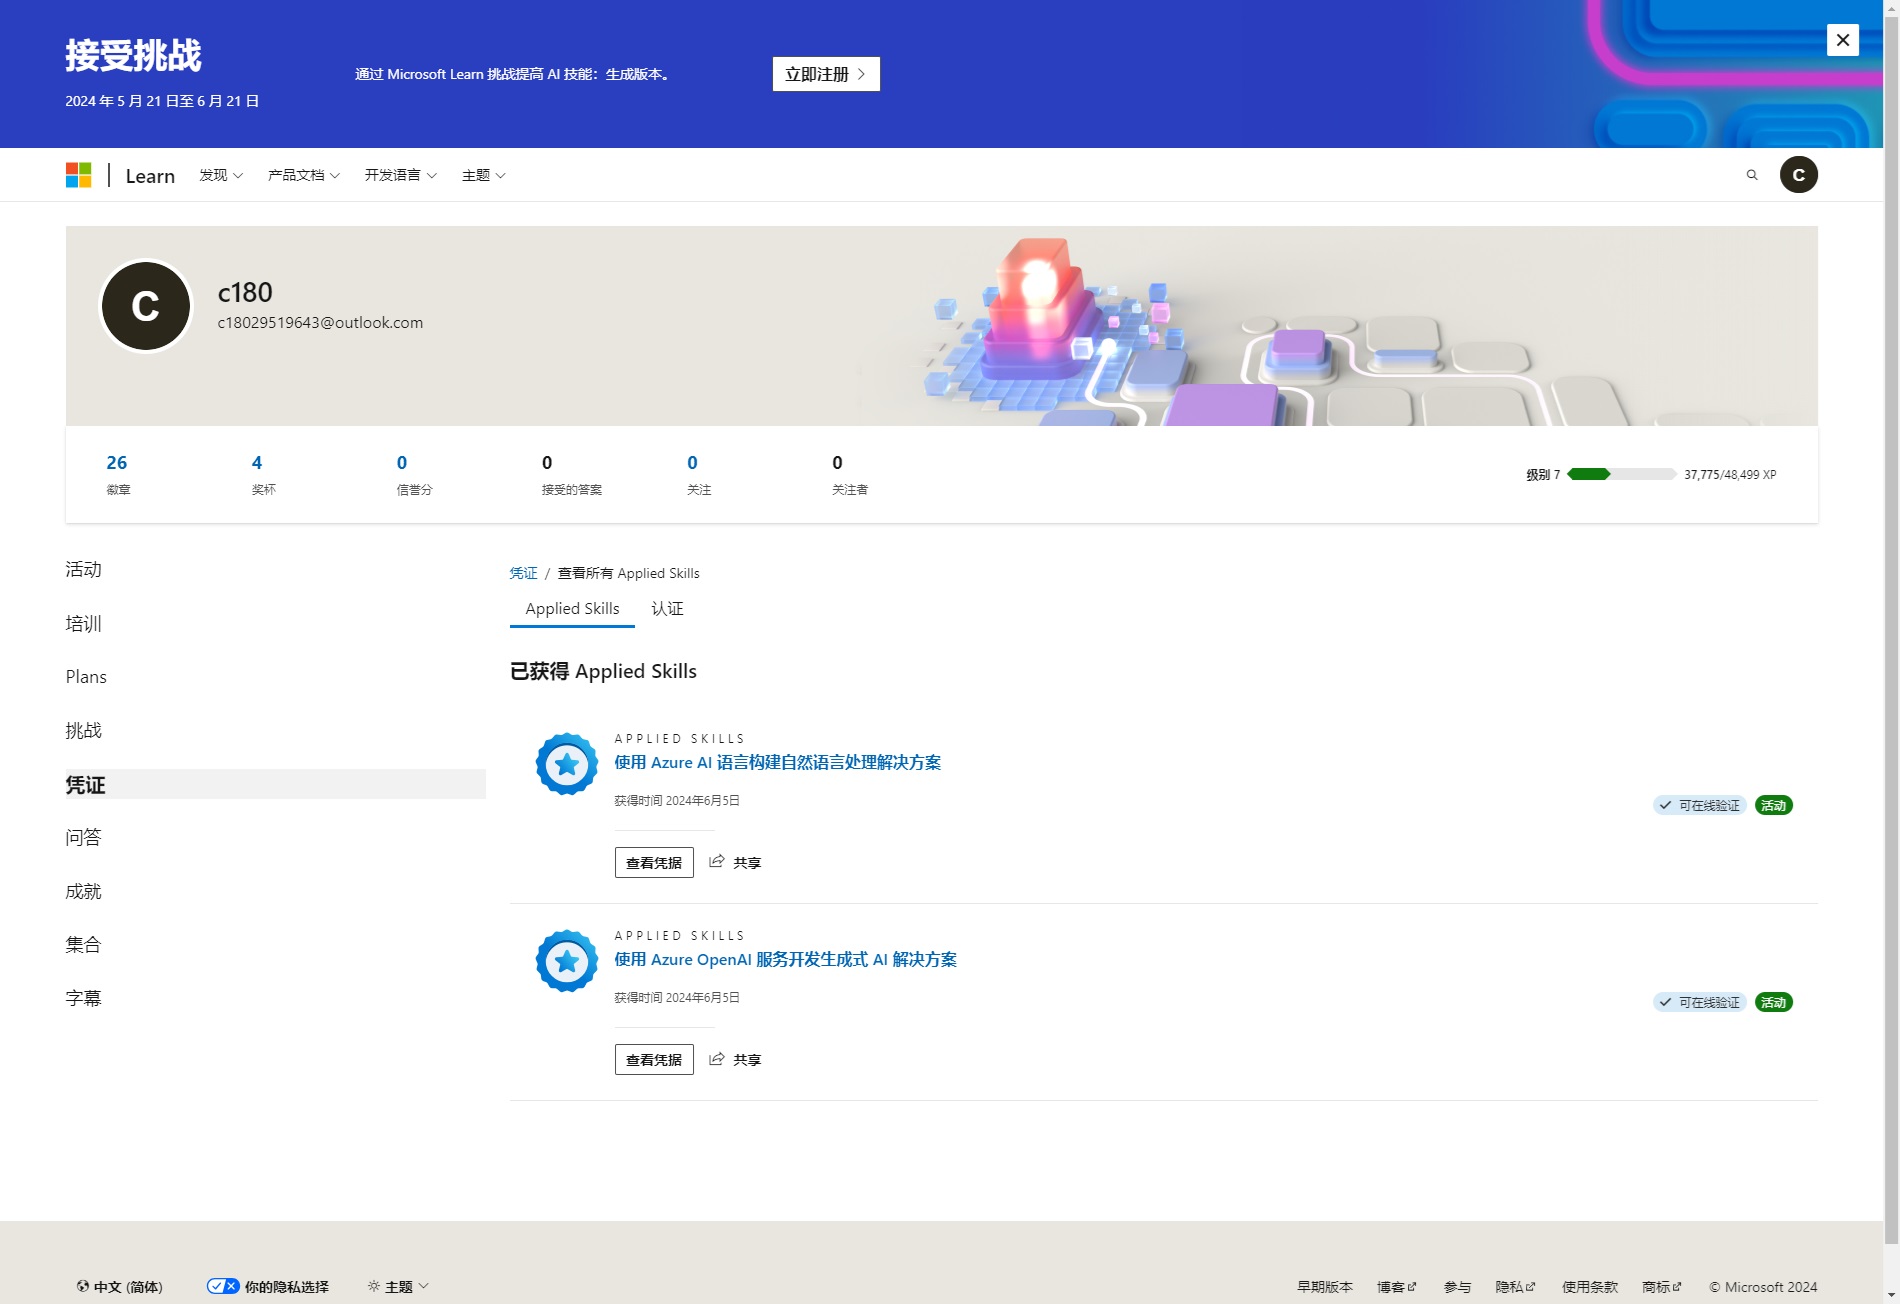 接受挑战
2024 年 5 月 21 日至 6 月 21 日
通过 Microsoft Learn 挑战提高 AI 技能：生成版本。
立即注册
Learn
发现
产品文档
开发语言
主题
C
C
c180
c18029519643@outlook.com
26
徽章
4
奖杯
0
信誉分
0
接受的答案
0
关注
0
关注者
级别 7
37,775/48,499 XP
活动
培训
Plans
挑战
凭证
问答
成就
集合
字幕
凭证 / 查看所有 Applied Skills
Applied Skills
认证
已获得 Applied Skills
APPLIED SKILLS
使用 Azure AI 语言构建自然语言处理解决方案
获得时间 2024年6月5日
可在线验证
活动
查看凭据
共享
APPLIED SKILLS
使用 Azure OpenAI 服务开发生成式 AI 解决方案
获得时间 2024年6月5日
可在线验证
活动
查看凭据
共享
中文 (简体)
你的隐私选择
主题
早期版本
博客
参与
隐私
使用条款
商标
© Microsoft 2024